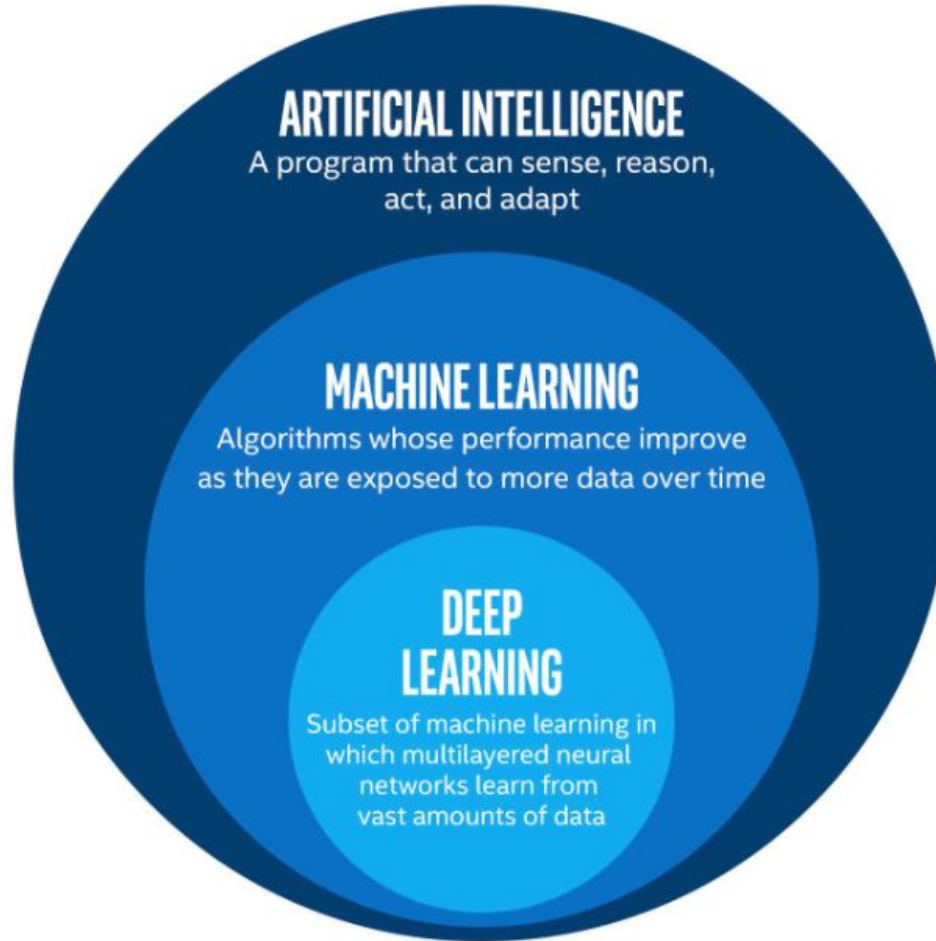 ARTIFICIAL INTELLIGENCE
A program that can sense, reason,
act, and adapt
MACHINE LEARNING
Algorithms whose performance improve
as they are exposed to more data over time
DEEP
LEARNING
Subset of machine learning in
which multilayered neural
networks learn from
vast amounts of data